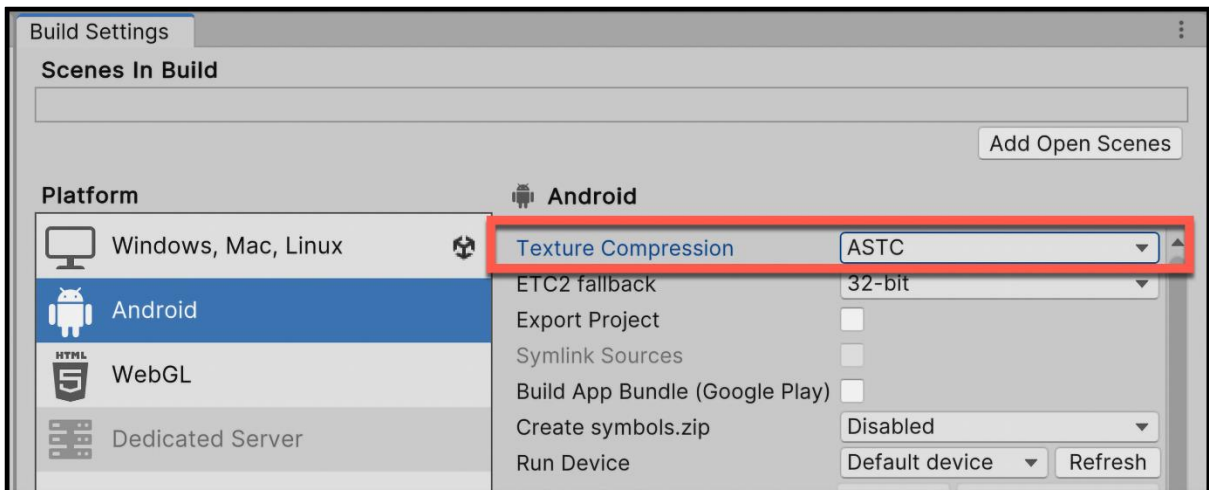 Build Settings
Scenes In Build
Add Open Scenes
Platform
Windows, Mac, Linux
Android
HTML
WebGL
Dedicated Server
Android
Texture Compression ASTC
ETC2 fallback 32-bit
Export Project
Symlink Sources
Build App Bundle (Google Play)
Create symbols.zip Disabled
Run Device Default device Refresh